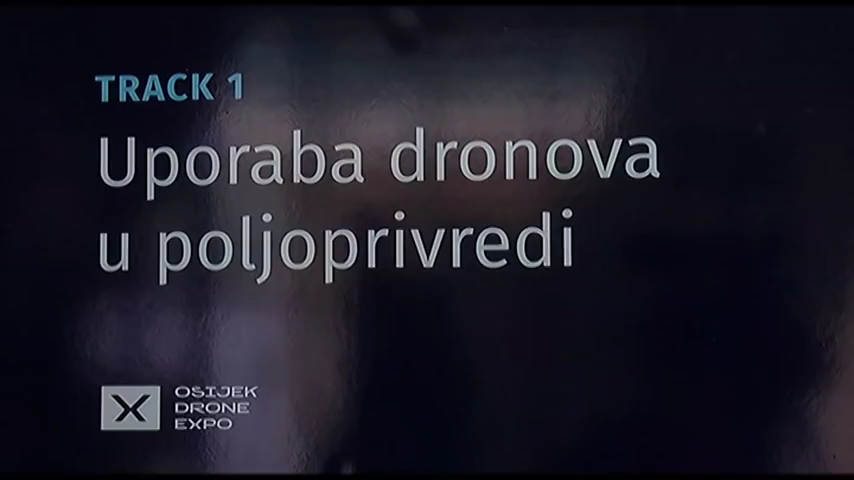 TRACK 1
Uporaba dronova
u poljoprivredi
OSIJEK
DRONE
EXPO